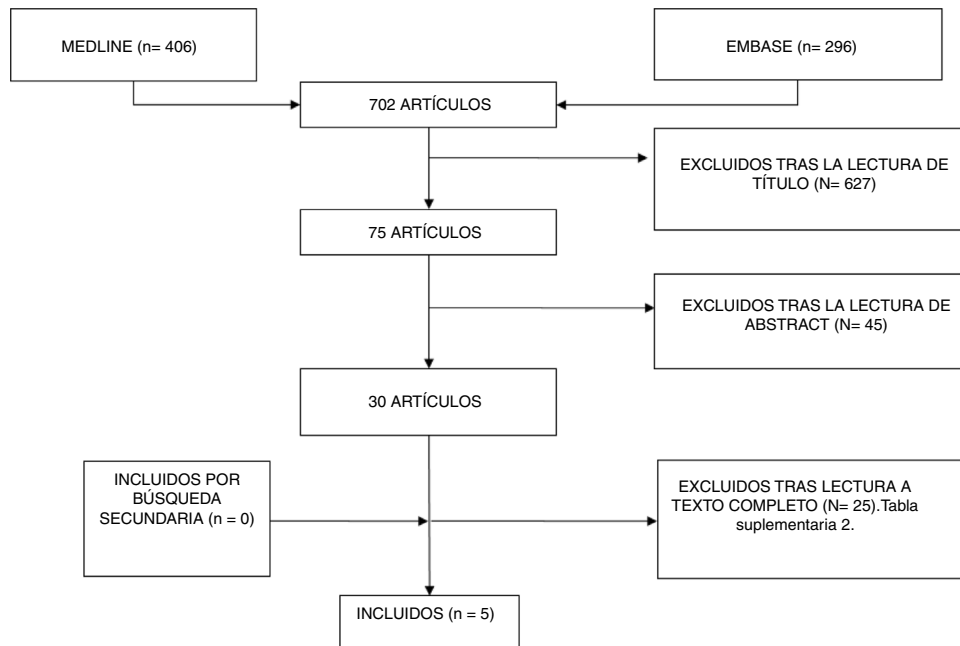 MEDLINE (n= 406)
EMBASE (n= 296)
702 ARTÍCULOS
EXCLUIDOS TRAS LA LECTURA DE
TÍTULO (N= 627)
75 ARTÍCULOS
EXCLUIDOS TRAS LA LECTURA DE
ABSTRACT (N= 45)
30 ARTÍCULOS
INCLUIDOS POR
BÚSQUEDA
SECUNDARIA (n = 0)
EXCLUIDOS TRAS LECTURA A
TEXTO COMPLETO (N= 25).Tabla
suplementaria 2.
INCLUIDOS (n = 5)